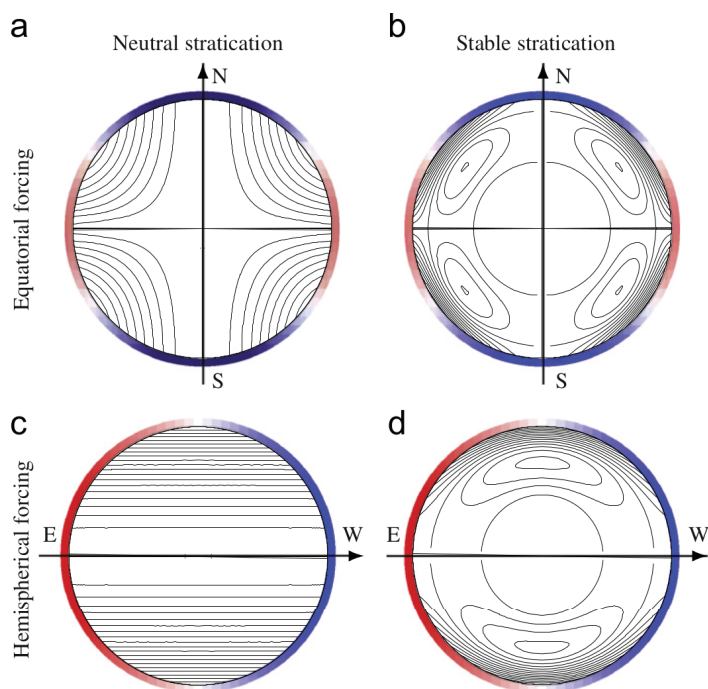 a
b
Neutral stratication
Stable stratication
N
N
Equatorial forcing
S
S
c
d
E
W
E
W
Hemispherical forcing